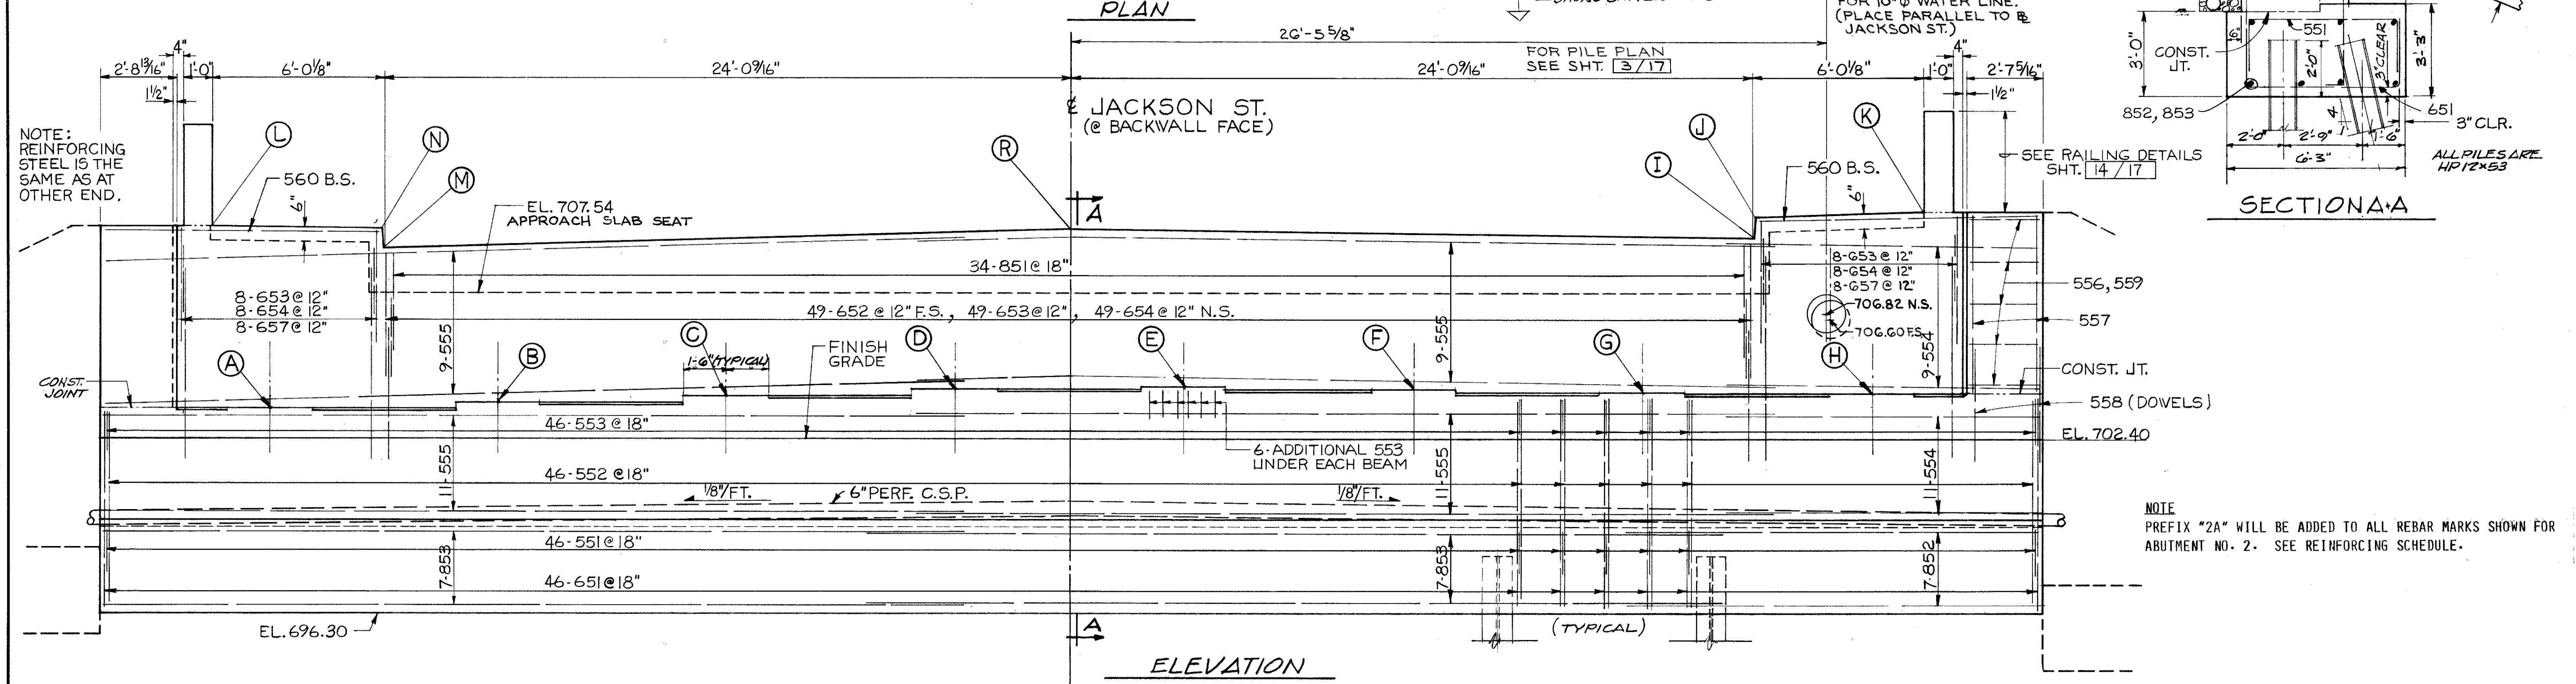 PLAN
FOR 10"Φ WATER LINE.
(PLACE PARALLEL TO ℄
JACKSON ST.)
26'-5 5/8"
4"
2'-8 13/16"
1'-0"
6'-0 1/8"
24'-0 9/16"
FOR PILE PLAN
SEE SHT. 3/17
24'-0 9/16"
6'-0 1/8"
1'-0"
4"
2'-7 5/16"
1 1/2"
1 1/2"
℄ JACKSON ST.
(@ BACKWALL FACE)
NOTE:
REINFORCING
STEEL IS THE
SAME AS AT
OTHER END.
L
N
M
R
J
K
I
560 B.S.
6"
EL. 707.54
APPROACH SLAB SEAT
A
560 B.S.
6"
SEE RAILING DETAILS
SHT. 14/17
34-851@18"
8-653@12"
8-654@12"
8-657@12"
49-652 @ 12" F.S., 49-653@12", 49-654@12" N.S.
8-653@12"
8-654@12"
8-657@12"
706.82 N.S.
706.60 F.S.
556, 559
557
CONST. JT.
558 (DOWELS)
EL. 702.40
9-555
9-555
9-554
A
B
C
D
E
F
G
H
1'-6" (TYPICAL)
FINISH
GRADE
CONST.
JOINT
46-553@18"
6-ADDITIONAL 553
UNDER EACH BEAM
11-555
11-555
11-554
46-552@18"
1/8"/FT.
6" PERF. C.S.P.
1/8"/FT.
46-551@18"
7-853
7-853
7-852
46-651@18"
EL. 696.30
A
(TYPICAL)
ELEVATION
3'-0"
6"
CONST.
JT.
551
2'-0"
3" CLEAR
3'-3"
852, 853
651
3" CLR.
4
1
2'-0"
2'-9"
1'-6"
6'-3"
ALL PILES ARE
HP 12×53
SECTION A-A
NOTE
PREFIX "2A" WILL BE ADDED TO ALL REBAR MARKS SHOWN FOR
ABUTMENT NO. 2. SEE REINFORCING SCHEDULE.